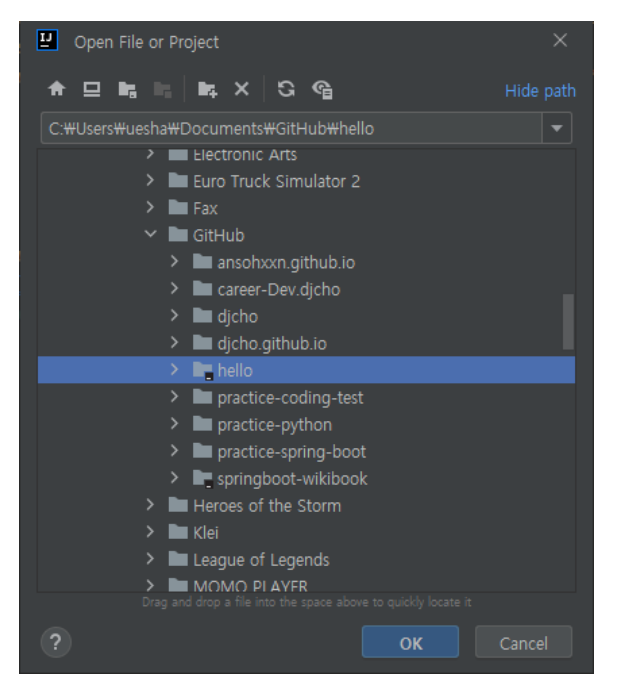 IJ
Open File or Project
Hide path
C:₩Users₩uesha₩Documents₩GitHub₩hello
Electronic Arts
Euro Truck Simulator 2
Fax
GitHub
ansohxxn.github.io
career-Dev.djcho
djcho
djcho.github.io
hello
practice-coding-test
practice-python
practice-spring-boot
springboot-wikibook
Heroes of the Storm
Klei
League of Legends
MOMO PLAYER
Drag and drop a file into the space above to quickly locate it
?
OK
Cancel